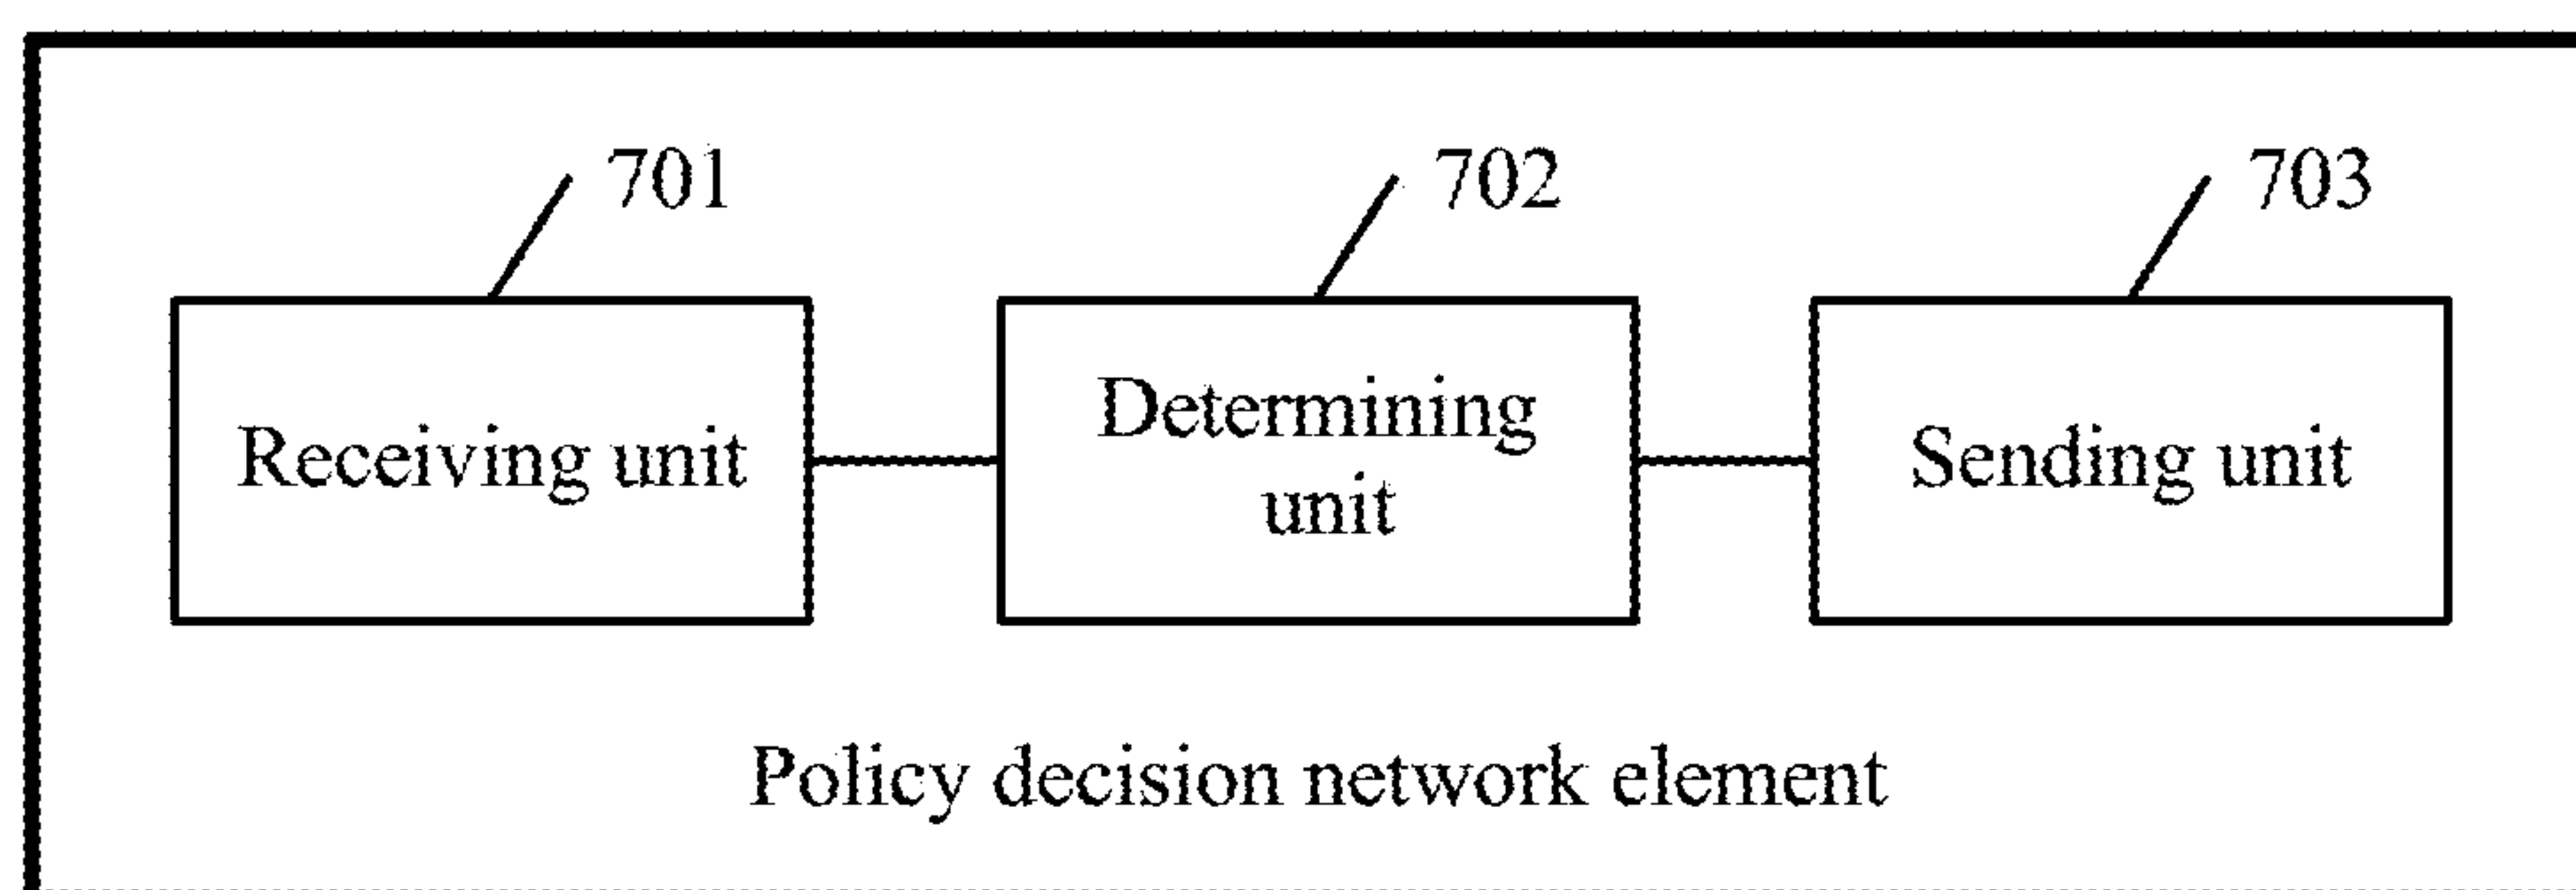 701
702
703
Receiving unit
Determining
unit
Sending unit
Policy decision network element